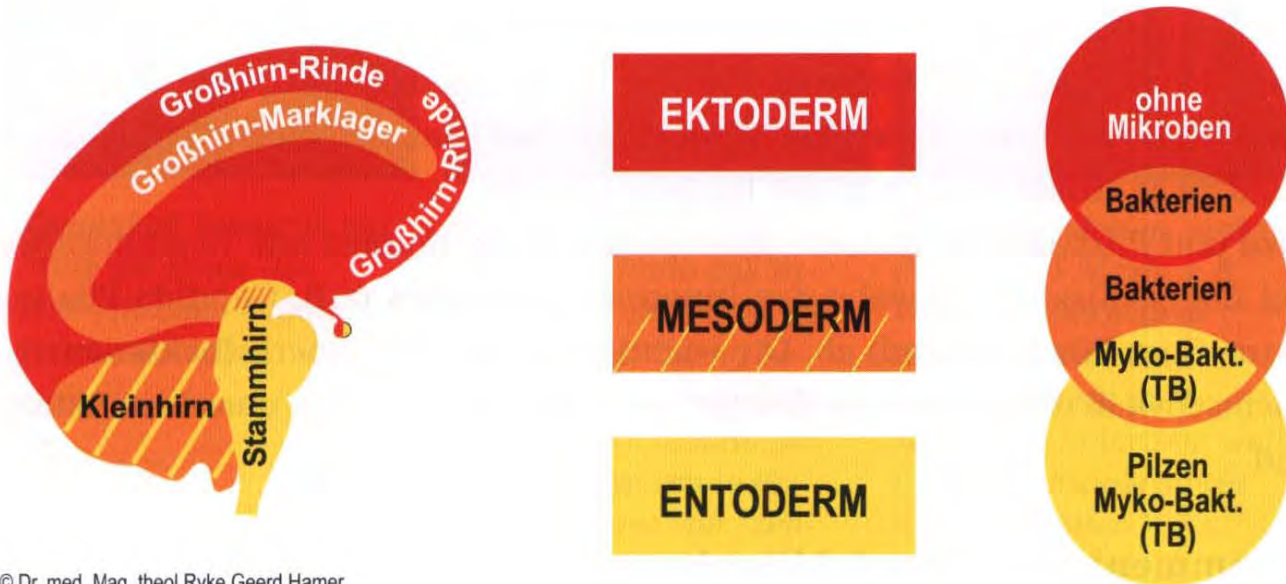 Großhirn-Rinde
Großhirn-Marklager
Großhirn-Rinde
Stammhirn
Kleinhirn
EKTODERM
MESODERM
ENTODERM
ohne
Mikroben
Bakterien
Bakterien
Myko-Bakt.
(TB)
Pilzen
Myko-Bakt.
(TB)
© Dr. med. Mag. theol Ryke Geerd Hamer